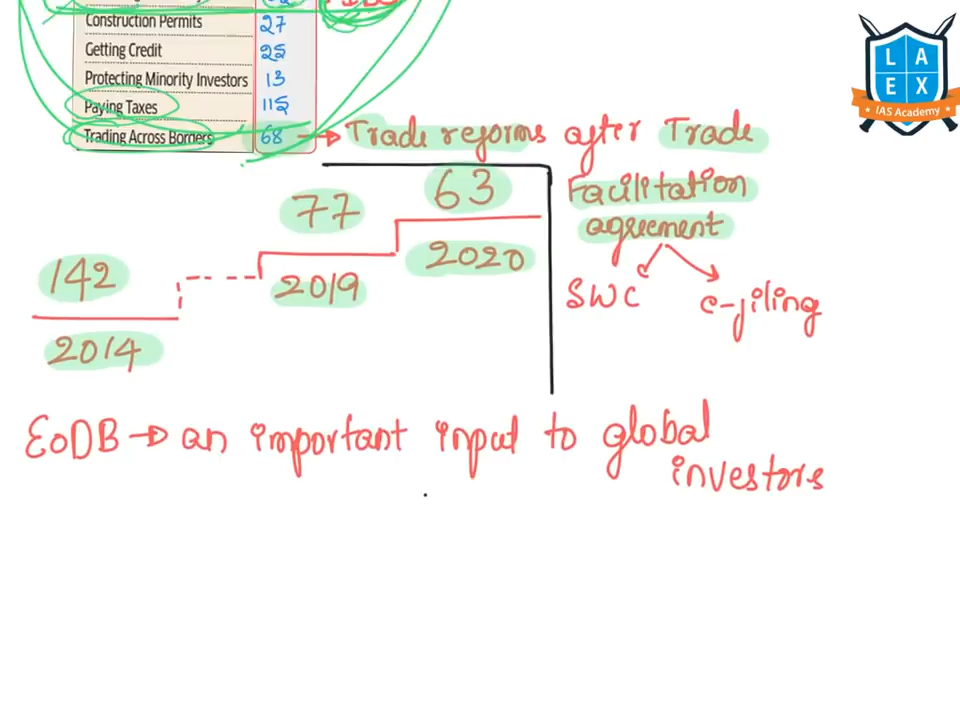 Construction Permits 27
Getting Credit 25
Protecting Minority Investors 13
Paying Taxes 115
Trading Across Borders 68 → Trade reforms after Trade
Facilitation
agreement
SWC e-filing
142
2014
77
2019
63
2020
EoDB → an important input to global
investors
L A
E X
IAS Academy